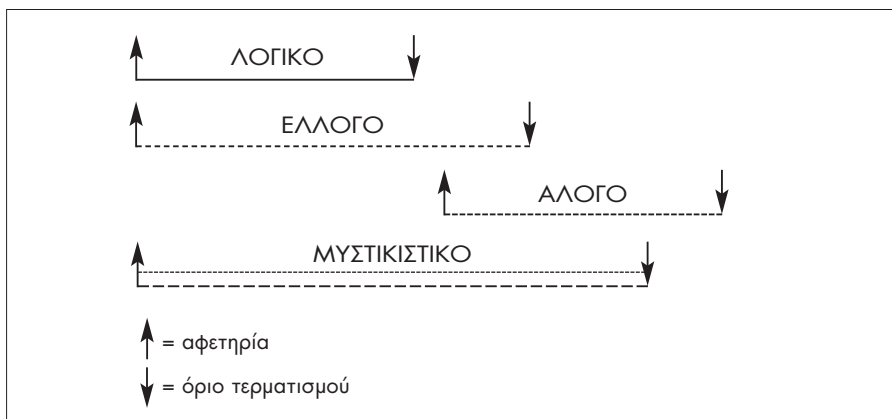 ΛΟΓΙΚΟ
ΕΛΛΟΓΟ
ΑΛΟΓΟ
ΜΥΣΤΙΚΙΣΤΙΚΟ
= αφετηρία
= όριο τερματισμού